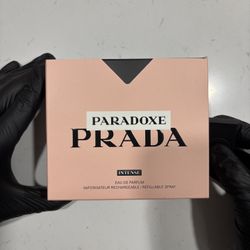 PARADOXE
PRADA
INTENSE
EAU DE PARFUM
VAPORISATEUR RECHARGEABLE / REFILLABLE SPRAY